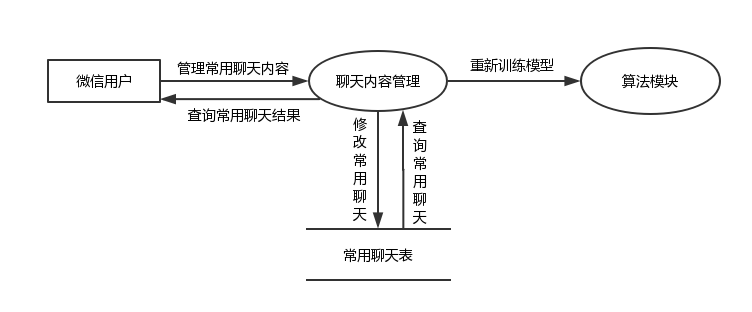 管理常用聊天内容
重新训练模型
微信用户
聊天内容管理
算法模块
查询常用聊天结果
修改常用聊天
查询常用聊天
常用聊天表